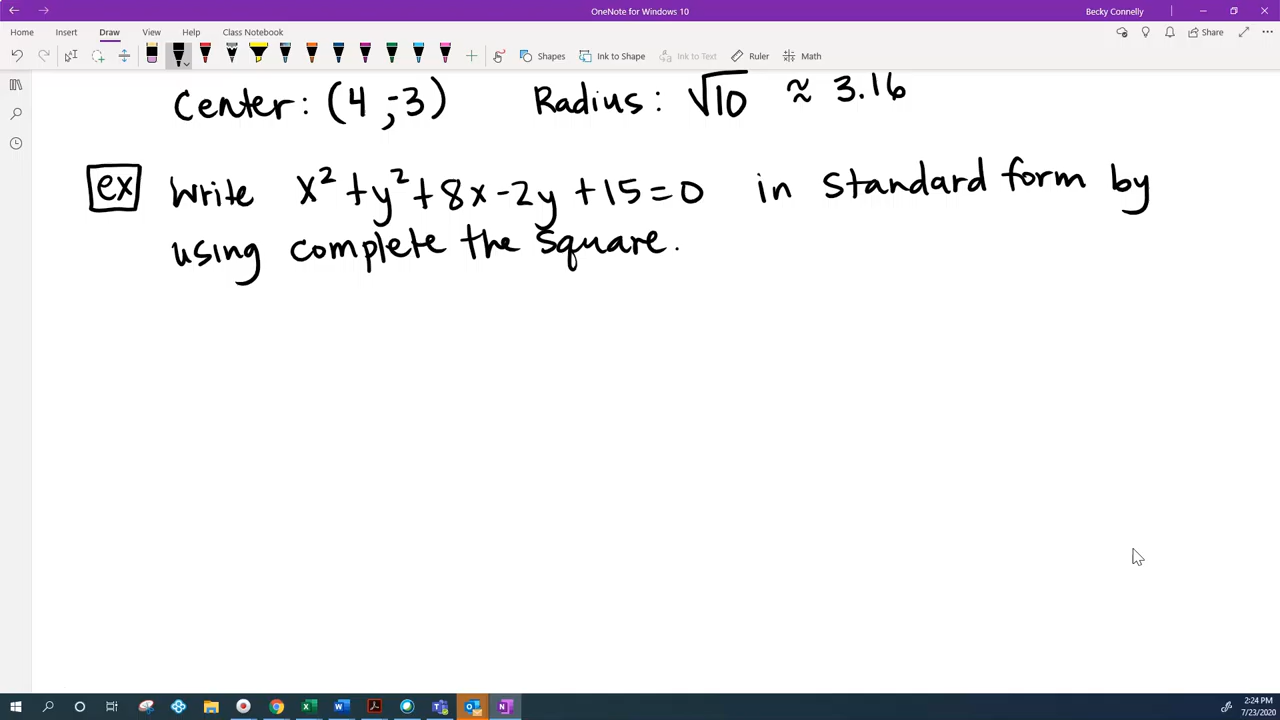 OneNote for Windows 10
Becky Connelly
Home Insert Draw View Help Class Notebook
Share
Shapes Ink to Shape Ink to Text Ruler Math
Center: (4,-3) Radius: √10 ≈ 3.16
ex Write x²+y²+8x-2y+15=0 in standard form by
using complete the square.
2:24 PM
7/23/2020